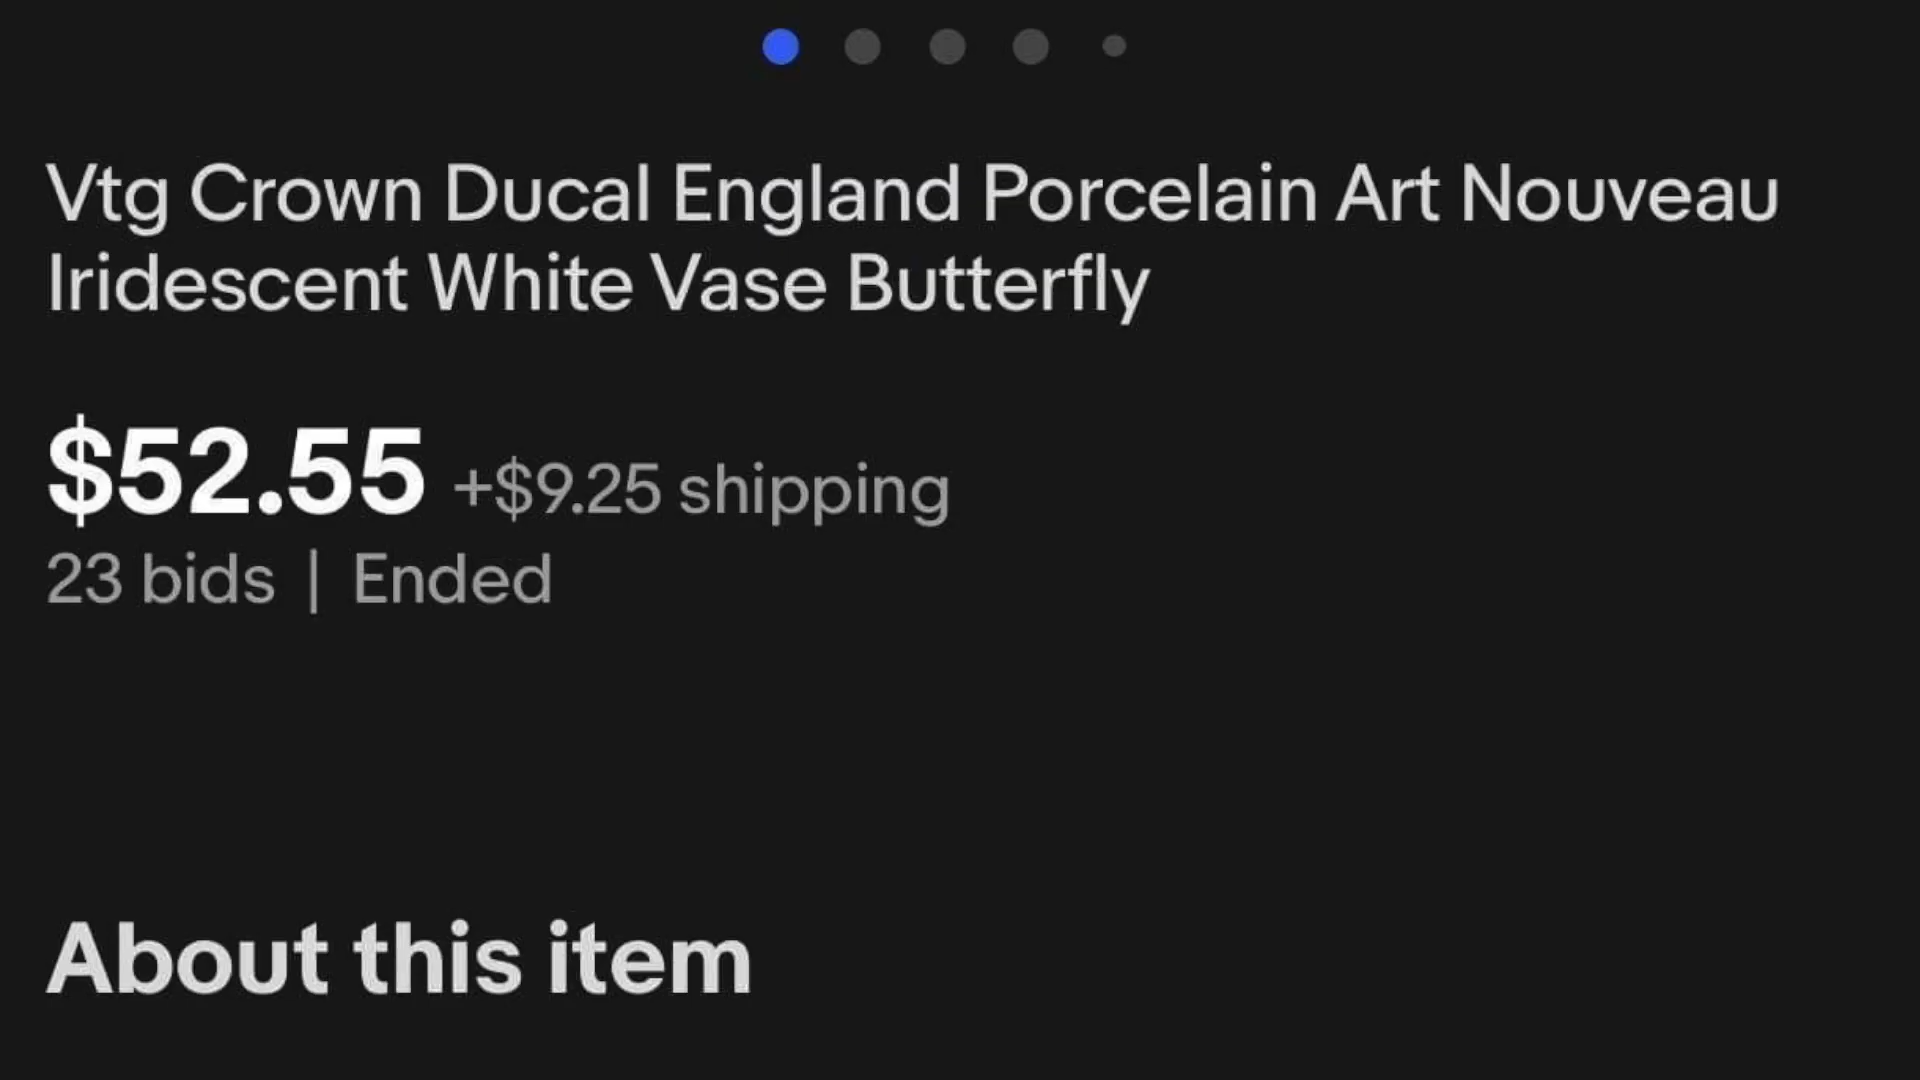 Vtg Crown Ducal England Porcelain Art Nouveau
Iridescent White Vase Butterfly
$52.55 +$9.25 shipping
23 bids | Ended
About this item